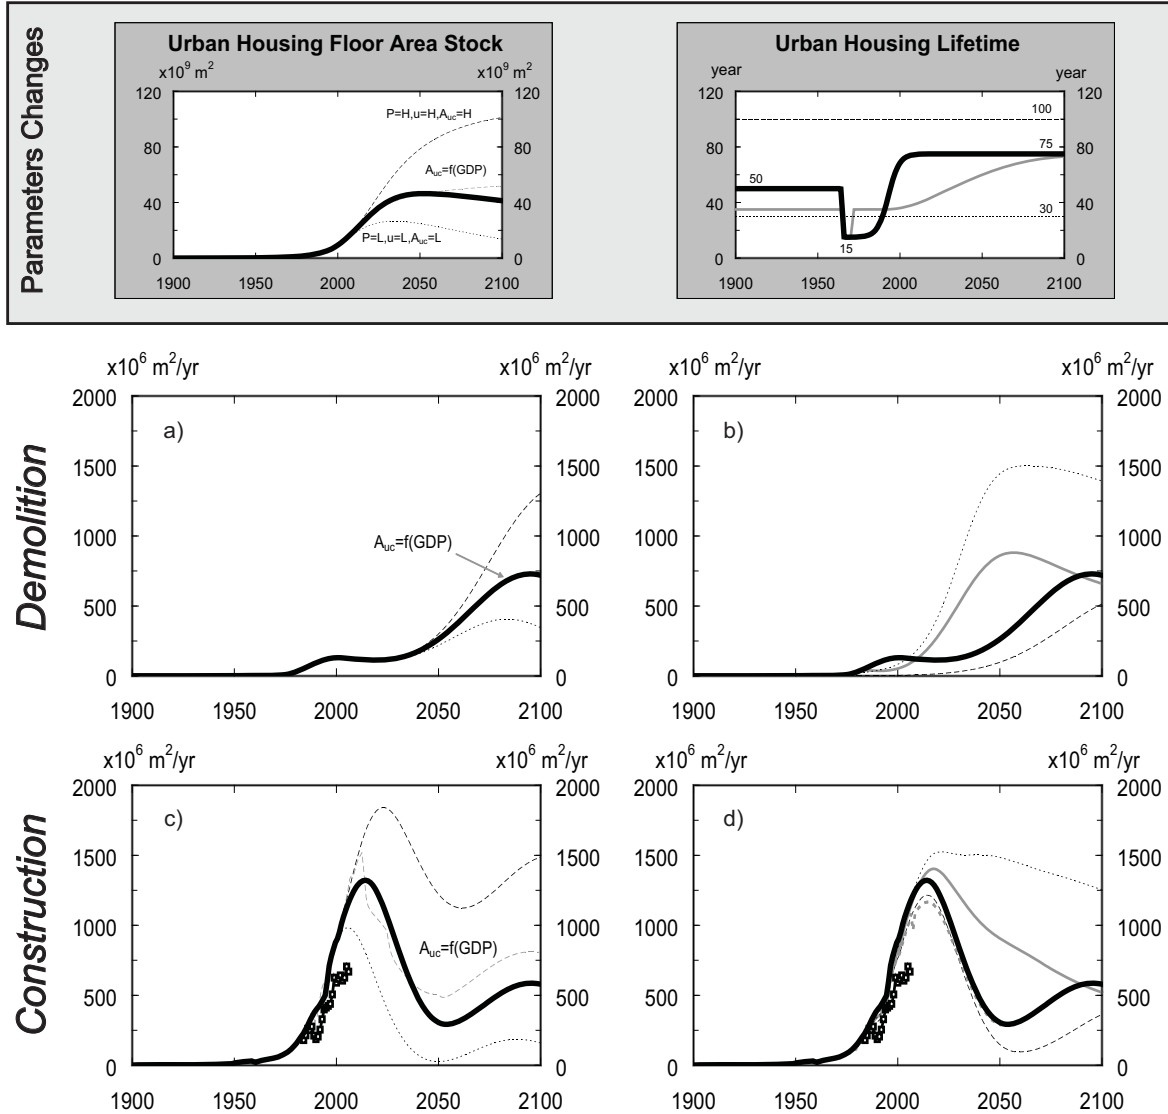 Parameters Changes
Urban Housing Floor Area Stock
x10⁹ m² x10⁹ m²
120 120
P=H,u=H,Auc=H
80 80
Auc=f(GDP)
40 40
P=L,u=L,Auc=L
0 0
1900 1950 2000 2050 2100
Urban Housing Lifetime
year year
120 120
100
80 80
75
50
40 40
30
15
0 0
1900 1950 2000 2050 2100
Demolition
x10⁶ m²/yr x10⁶ m²/yr
2000 2000
a)
1500 1500
1000 1000
Auc=f(GDP)
500 500
0 0
1900 1950 2000 2050 2100
x10⁶ m²/yr x10⁶ m²/yr
2000 2000
b)
1500 1500
1000 1000
500 500
0 0
1900 1950 2000 2050 2100
Construction
x10⁶ m²/yr x10⁶ m²/yr
2000 2000
c)
1500 1500
1000 1000
Auc=f(GDP)
500 500
0 0
1900 1950 2000 2050 2100
x10⁶ m²/yr x10⁶ m²/yr
2000 2000
d)
1500 1500
1000 1000
500 500
0 0
1900 1950 2000 2050 2100